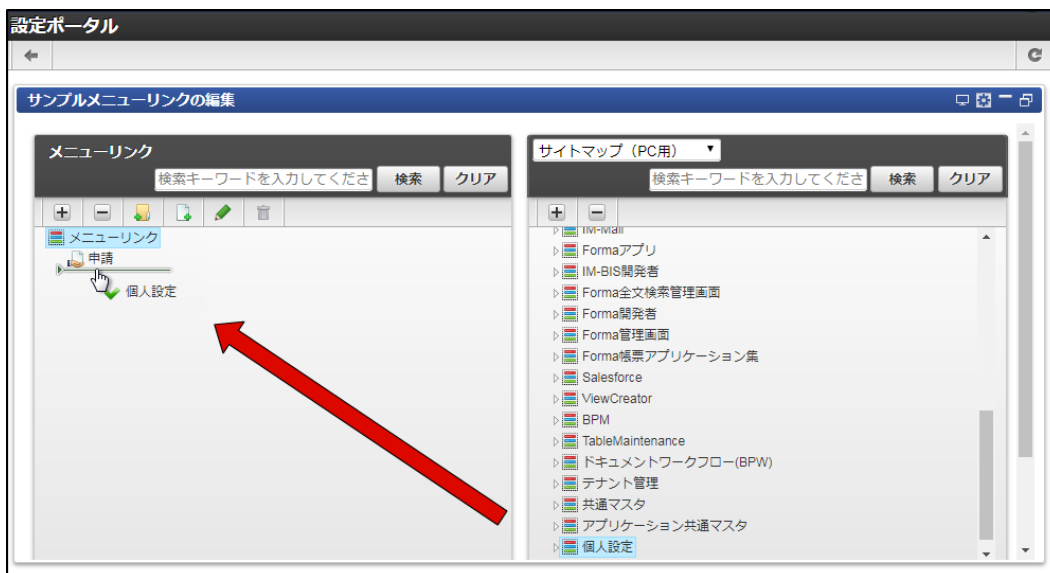 設定ポータル
サンプルメニューリンクの編集
メニューリンク
検索キーワードを入力してくださ 検索 クリア
メニューリンク
申請
個人設定
サイトマップ（PC用）
検索キーワードを入力してくださ 検索 クリア
IM-Mail
Formaアプリ
IM-BIS開発者
Forma全文検索管理画面
Forma開発者
Forma管理画面
Forma帳票アプリケーション集
Salesforce
ViewCreator
BPM
TableMaintenance
ドキュメントワークフロー(BPW)
テナント管理
共通マスタ
アプリケーション共通マスタ
個人設定